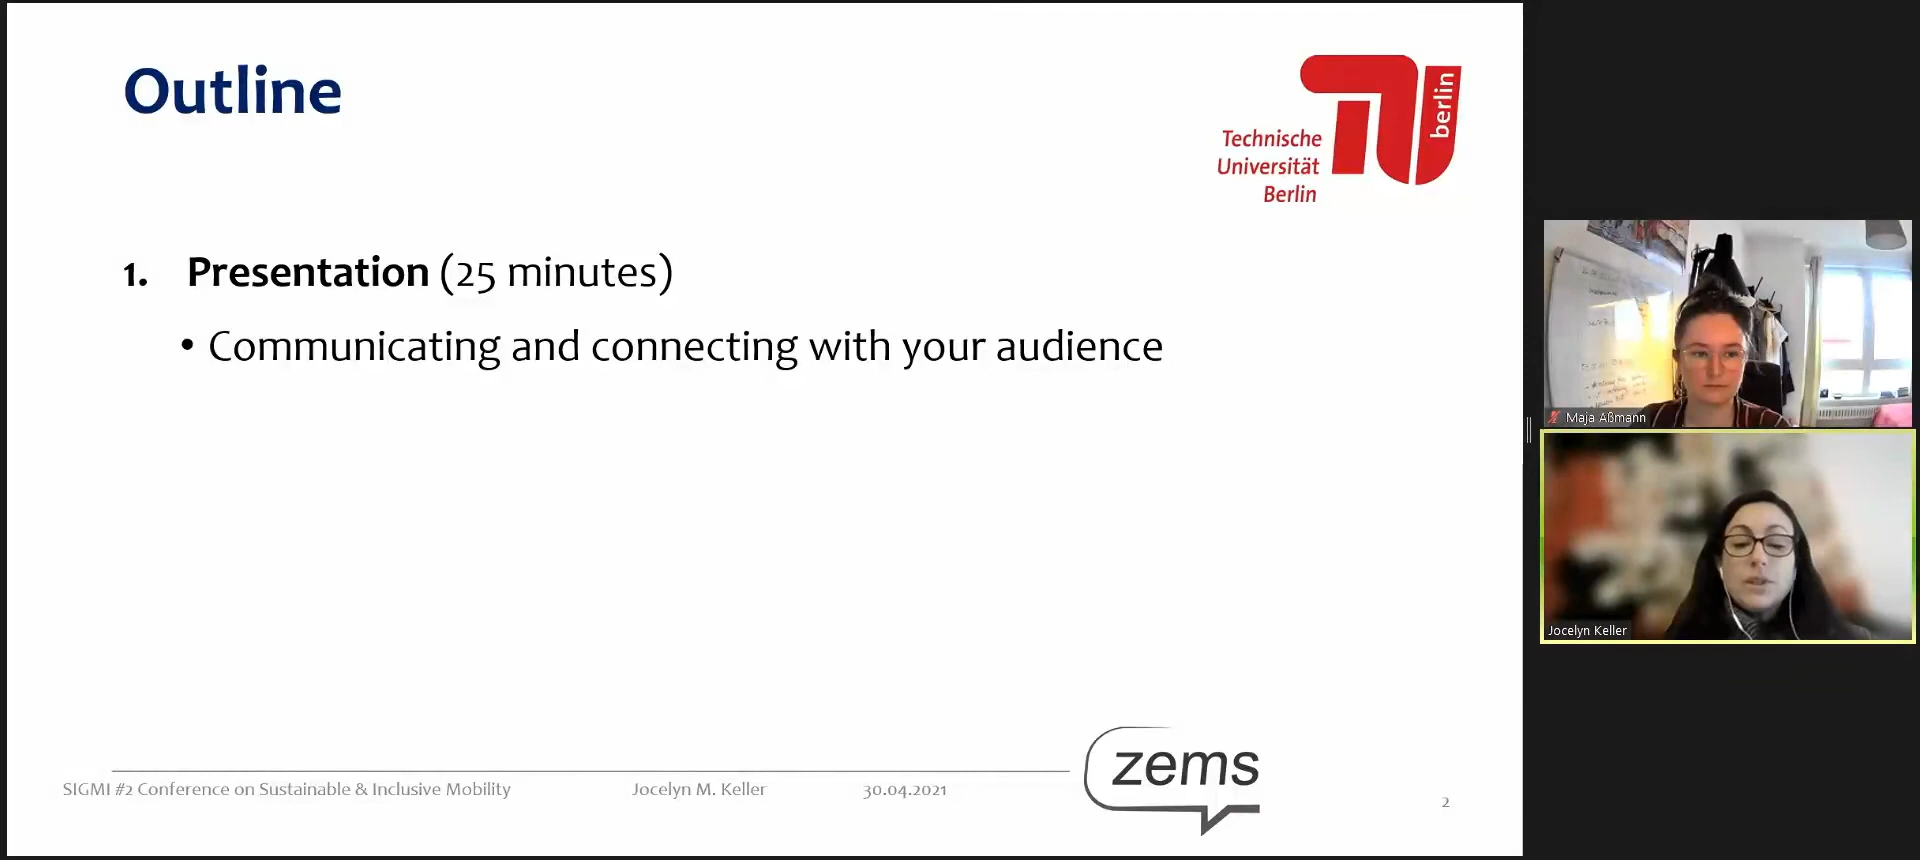 Outline
Technische
Universität
Berlin
berlin
1. Presentation (25 minutes)
• Communicating and connecting with your audience
SIGMI #2 Conference on Sustainable & Inclusive Mobility Jocelyn M. Keller 30.04.2021
zems
2
Maja Aßmann
Jocelyn Keller